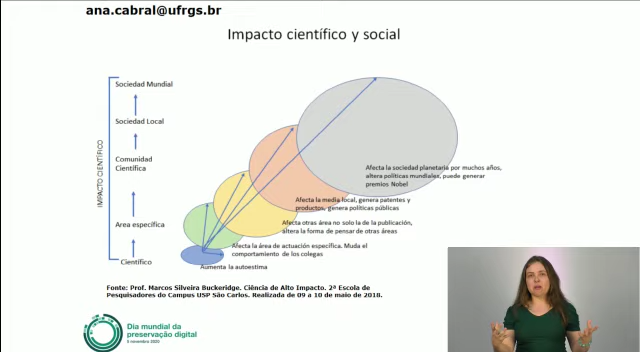 ana.cabral@ufrgs.br
Impacto científico y social
IMPACTO CIENTÍFICO
Sociedad Mundial
Sociedad Local
Comunidad
Científica
Area específica
Científico
Afecta la sociedad planetaria por muchos años,
altera políticas mundiales, puede generar
premios Nobel
Afecta la media local, genera patentes y
productos, genera políticas públicas
Afecta otras área no solo la de la publicación,
áltera la forma de pensar de otras áreas
Afecta la área de actuación específica. Muda el
comportamiento de los colegas
Aumenta la autoestima
Fonte: Prof. Marcos Silveira Buckeridge. Ciência de Alto Impacto. 2ª Escola de
Pesquisadores do Campus USP São Carlos. Realizada de 09 a 10 de maio de 2018.
Dia mundial da
preservação digital
5 novembro 2020